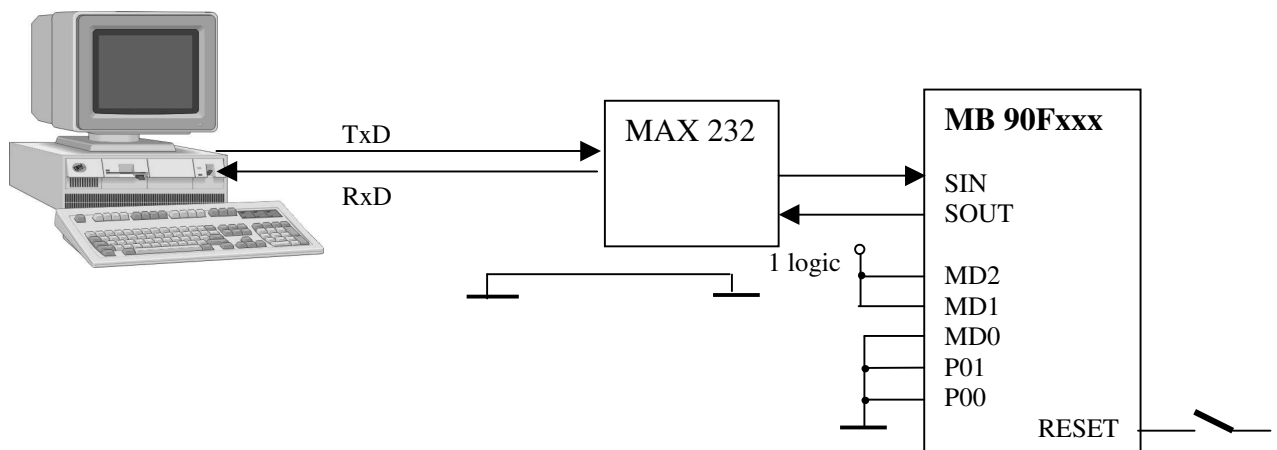 TxD
RxD
MAX 232
MB 90Fxxx
SIN
SOUT
1 logic
MD2
MD1
MD0
P01
P00
RESET